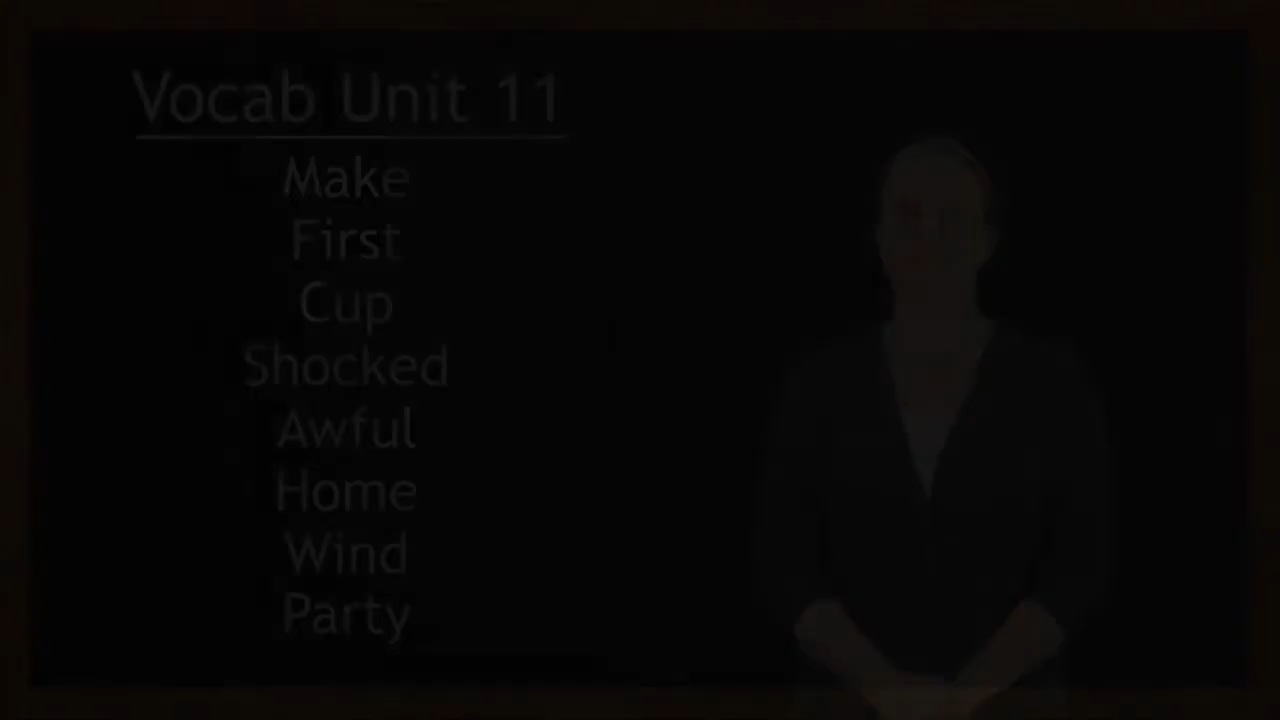 Vocab Unit 11
Make
First
Cup
Shocked
Awful
Home
Wind
Party